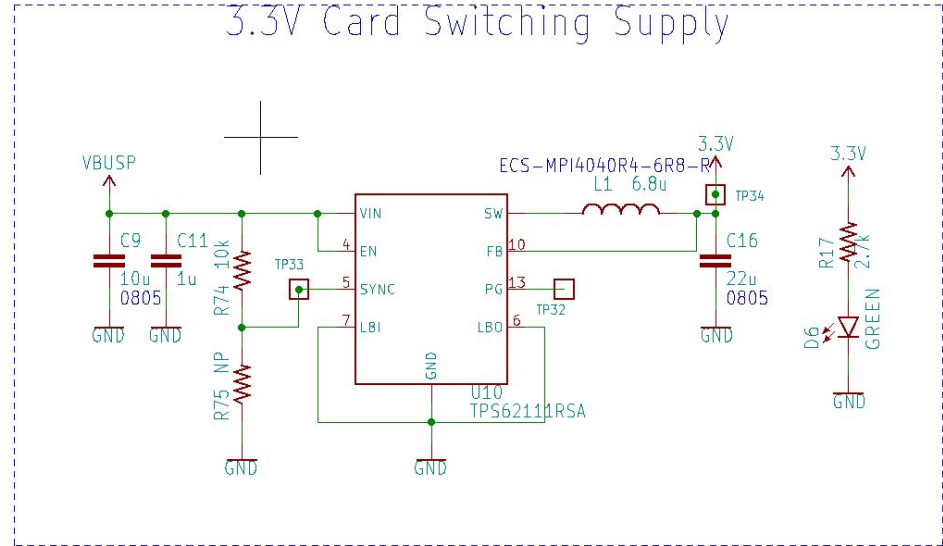 3.3V Card Switching Supply
VBUSP
C9
10u
0805
GND
C11
1u
GND
R74 10k
R75 NP
GND
TP33
VIN
4 EN
5 SYNC
7 LBI
SW
FB 10
PG 13
LBO 6
GND
U10
TPS62111RSA
GND
ECS-MPI4040R4-6R8-R
L1 6.8u
TP32
3.3V
TP34
C16
22u
0805
GND
3.3V
R17 2.7k
D6 GREEN
GND